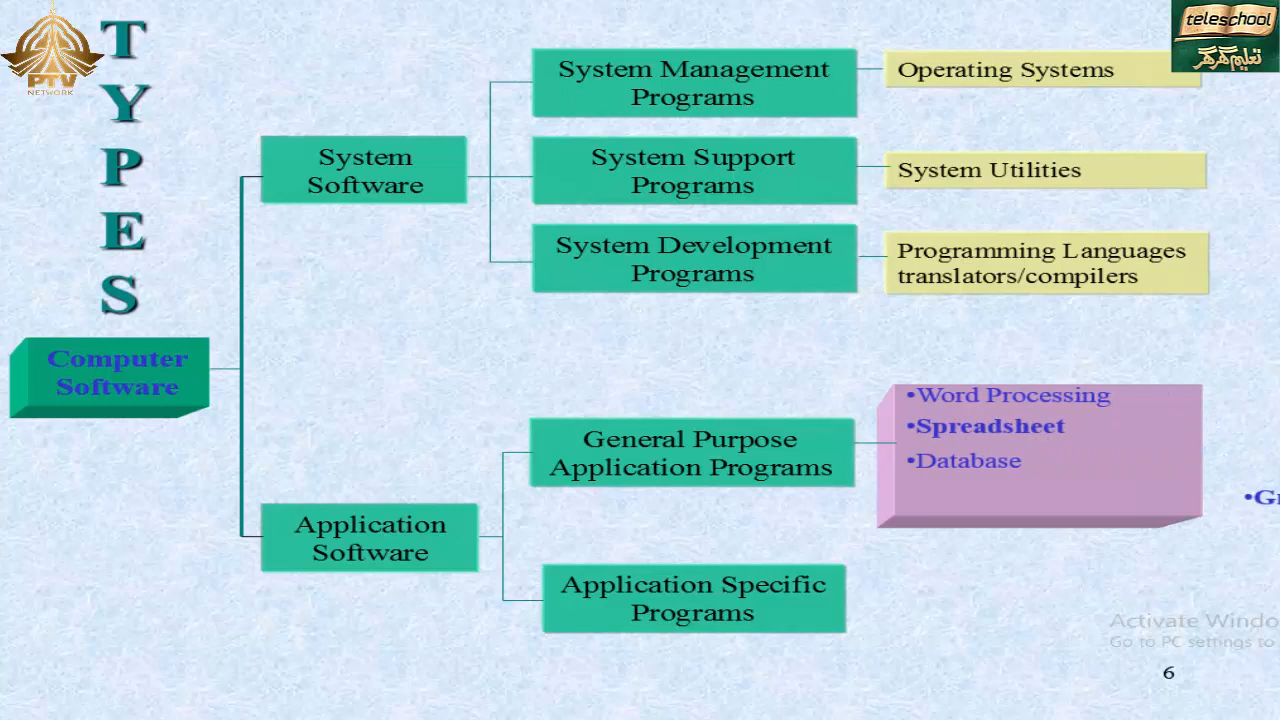 TYPES
PTV
NETWORK
teleschool
تعلیم گھر گھر
Computer
Software
System
Software
System Management
Programs
Operating Systems
System Support
Programs
System Utilities
System Development
Programs
Programming Languages
translators/compilers
Application
Software
General Purpose
Application Programs
•Word Processing
•Spreadsheet
•Database
Application Specific
Programs
Go to PC settings to
6